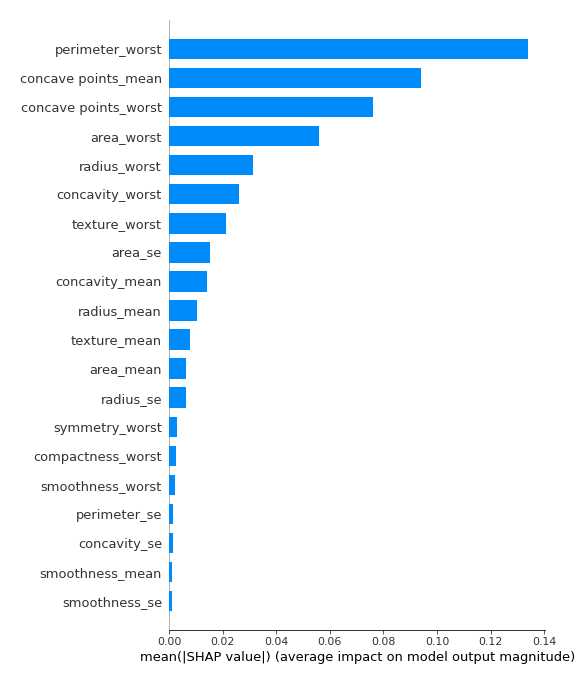 perimeter_worst
concave points_mean
concave points_worst
area_worst
radius_worst
concavity_worst
texture_worst
area_se
concavity_mean
radius_mean
texture_mean
area_mean
radius_se
symmetry_worst
compactness_worst
smoothness_worst
perimeter_se
concavity_se
smoothness_mean
smoothness_se
0.00 0.02 0.04 0.06 0.08 0.10 0.12 0.14
mean(|SHAP value|) (average impact on model output magnitude)